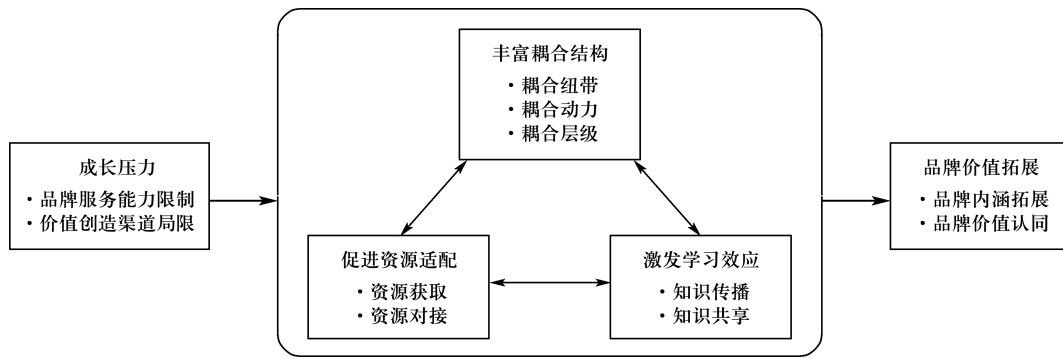 成长压力
・品牌服务能力限制
・价值创造渠道局限
丰富耦合结构
・耦合纽带
・耦合动力
・耦合层级
促进资源适配
・资源获取
・资源对接
激发学习效应
・知识传播
・知识共享
品牌价值拓展
・品牌内涵拓展
・品牌价值认同